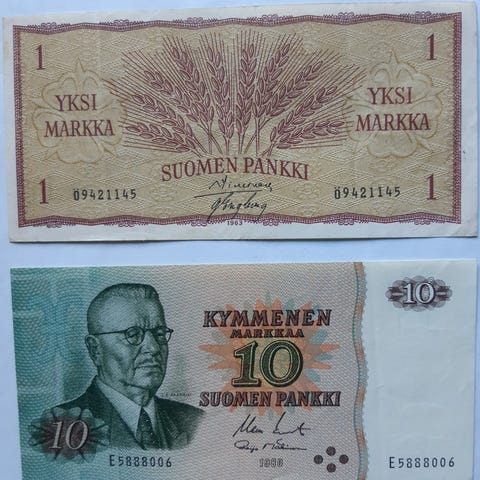 1 1
YKSI MARKKA
YKSI MARKKA
SUOMEN PANKKI
1 1
Ö9421145 Ö9421145
1963
10
KYMMENEN
MARKKAA
10
SUOMEN PANKKI
10
E5888006 1980 E5888006